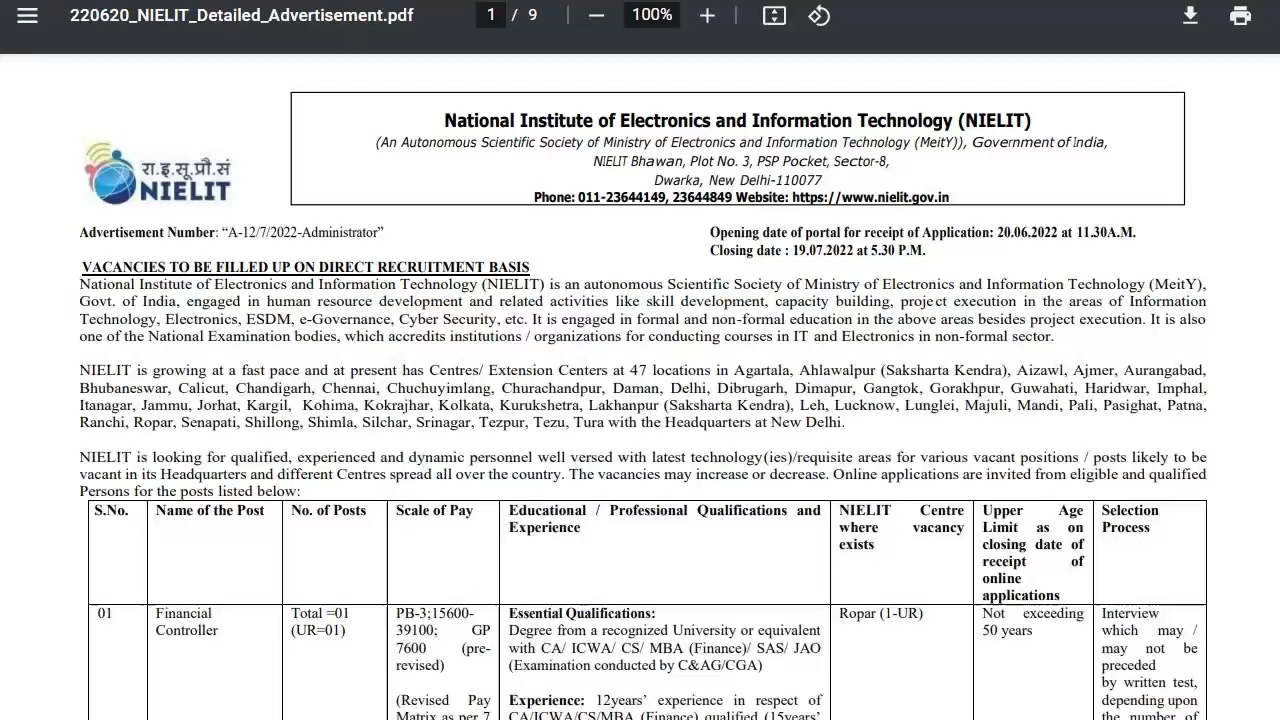 220620_NIELIT_Detailed_Advertisement.pdf
1 / 9
100%
National Institute of Electronics and Information Technology (NIELIT)
(An Autonomous Scientific Society of Ministry of Electronics and Information Technology (MeitY)), Government of India,
NIELIT Bhawan, Plot No. 3, PSP Pocket, Sector-8,
Dwarka, New Delhi-110077
Phone: 011-23644149, 23644849 Website: https://www.nielit.gov.in
रा.इ.सू.प्रौ.सं
NIELIT
Advertisement Number: “A-12/7/2022-Administrator”
Opening date of portal for receipt of Application: 20.06.2022 at 11.30A.M.
Closing date : 19.07.2022 at 5.30 P.M.
VACANCIES TO BE FILLED UP ON DIRECT RECRUITMENT BASIS
National Institute of Electronics and Information Technology (NIELIT) is an autonomous Scientific Society of Ministry of Electronics and Information Technology (MeitY),
Govt. of India, engaged in human resource development and related activities like skill development, capacity building, project execution in the areas of Information
Technology, Electronics, ESDM, e-Governance, Cyber Security, etc. It is engaged in formal and non-formal education in the above areas besides project execution. It is also
one of the National Examination bodies, which accredits institutions / organizations for conducting courses in IT and Electronics in non-formal sector.
NIELIT is growing at a fast pace and at present has Centres/ Extension Centers at 47 locations in Agartala, Ahlawalpur (Saksharta Kendra), Aizawl, Ajmer, Aurangabad,
Bhubaneswar, Calicut, Chandigarh, Chennai, Chuchuyimlang, Churachandpur, Daman, Delhi, Dibrugarh, Dimapur, Gangtok, Gorakhpur, Guwahati, Haridwar, Imphal,
Itanagar, Jammu, Jorhat, Kargil, Kohima, Kokrajhar, Kolkata, Kurukshetra, Lakhanpur (Saksharta Kendra), Leh, Lucknow, Lunglei, Majuli, Mandi, Pali, Pasighat, Patna,
Ranchi, Ropar, Senapati, Shillong, Shimla, Silchar, Srinagar, Tezpur, Tezu, Tura with the Headquarters at New Delhi.
NIELIT is looking for qualified, experienced and dynamic personnel well versed with latest technology(ies)/requisite areas for various vacant positions / posts likely to be
vacant in its Headquarters and different Centres spread all over the country. The vacancies may increase or decrease. Online applications are invited from eligible and qualified
Persons for the posts listed below:
S.No.
Name of the Post
No. of Posts
Scale of Pay
Educational / Professional Qualifications and
Experience
NIELIT Centre
where vacancy
exists
Upper Age
Limit as on
closing date of
receipt of
online
applications
Selection
Process
01
Financial
Controller
Total =01
(UR=01)
PB-3;15600-
39100; GP
7600 (pre-
revised)
(Revised Pay
Matrix as per 7
Essential Qualifications:
Degree from a recognized University or equivalent
with CA/ ICWA/ CS/ MBA (Finance)/ SAS/ JAO
(Examination conducted by C&AG/CGA)
Experience: 12years’ experience in respect of
CA/ICWA/CS/MBA (Finance) qualified (15years’
Ropar (1-UR)
Not exceeding
50 years
Interview
which may /
may not be
preceded
by written test,
depending upon
the number of